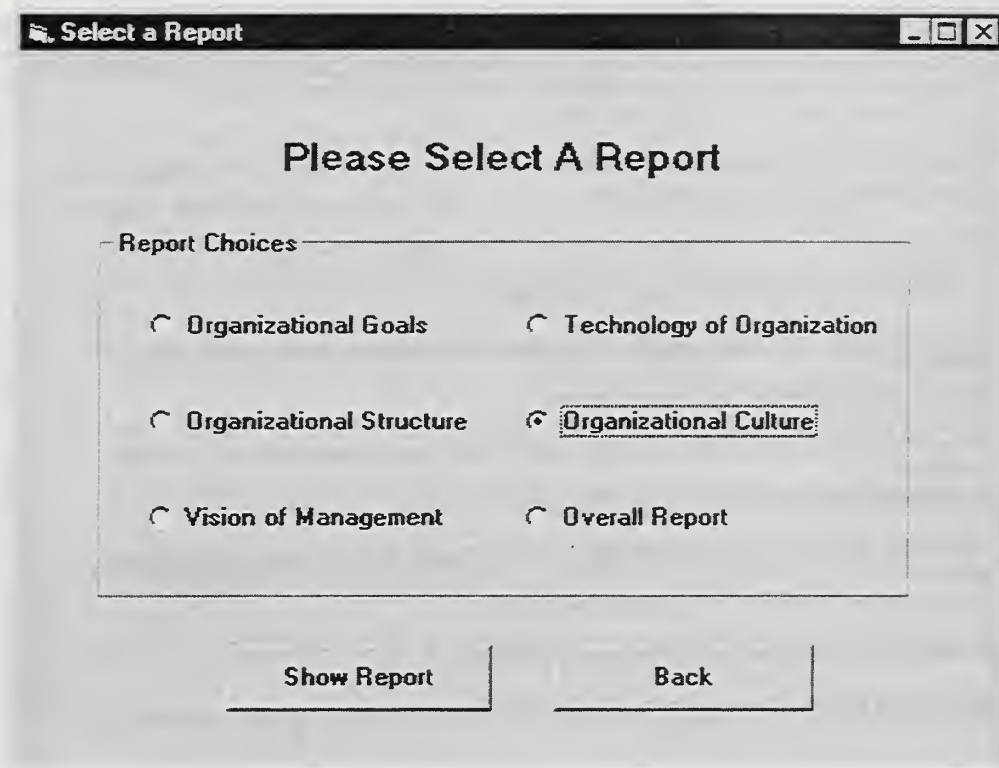 Select a Report
Please Select A Report
Report Choices
Organizational Goals
Technology of Organization
Organizational Structure
Organizational Culture
Vision of Management
Overall Report
Show Report
Back